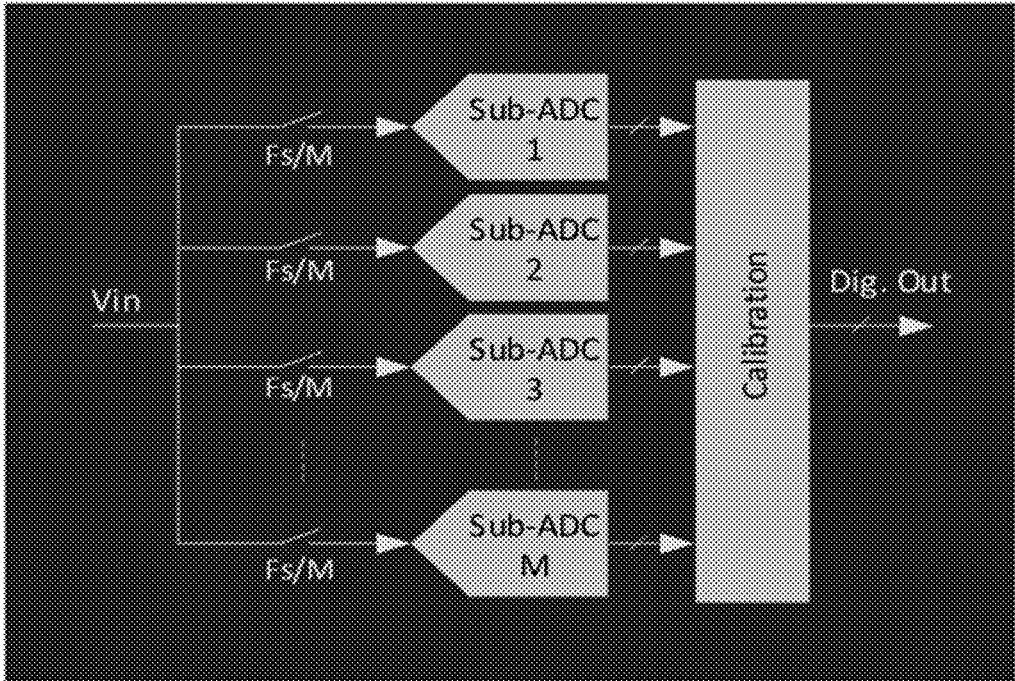 Sub-ADC
1
Fs/M
Sub-ADC
2
Fs/M
Vin
Dig. Out
Calibration
Sub-ADC
3
Fs/M
Sub-ADC
M
Fs/M